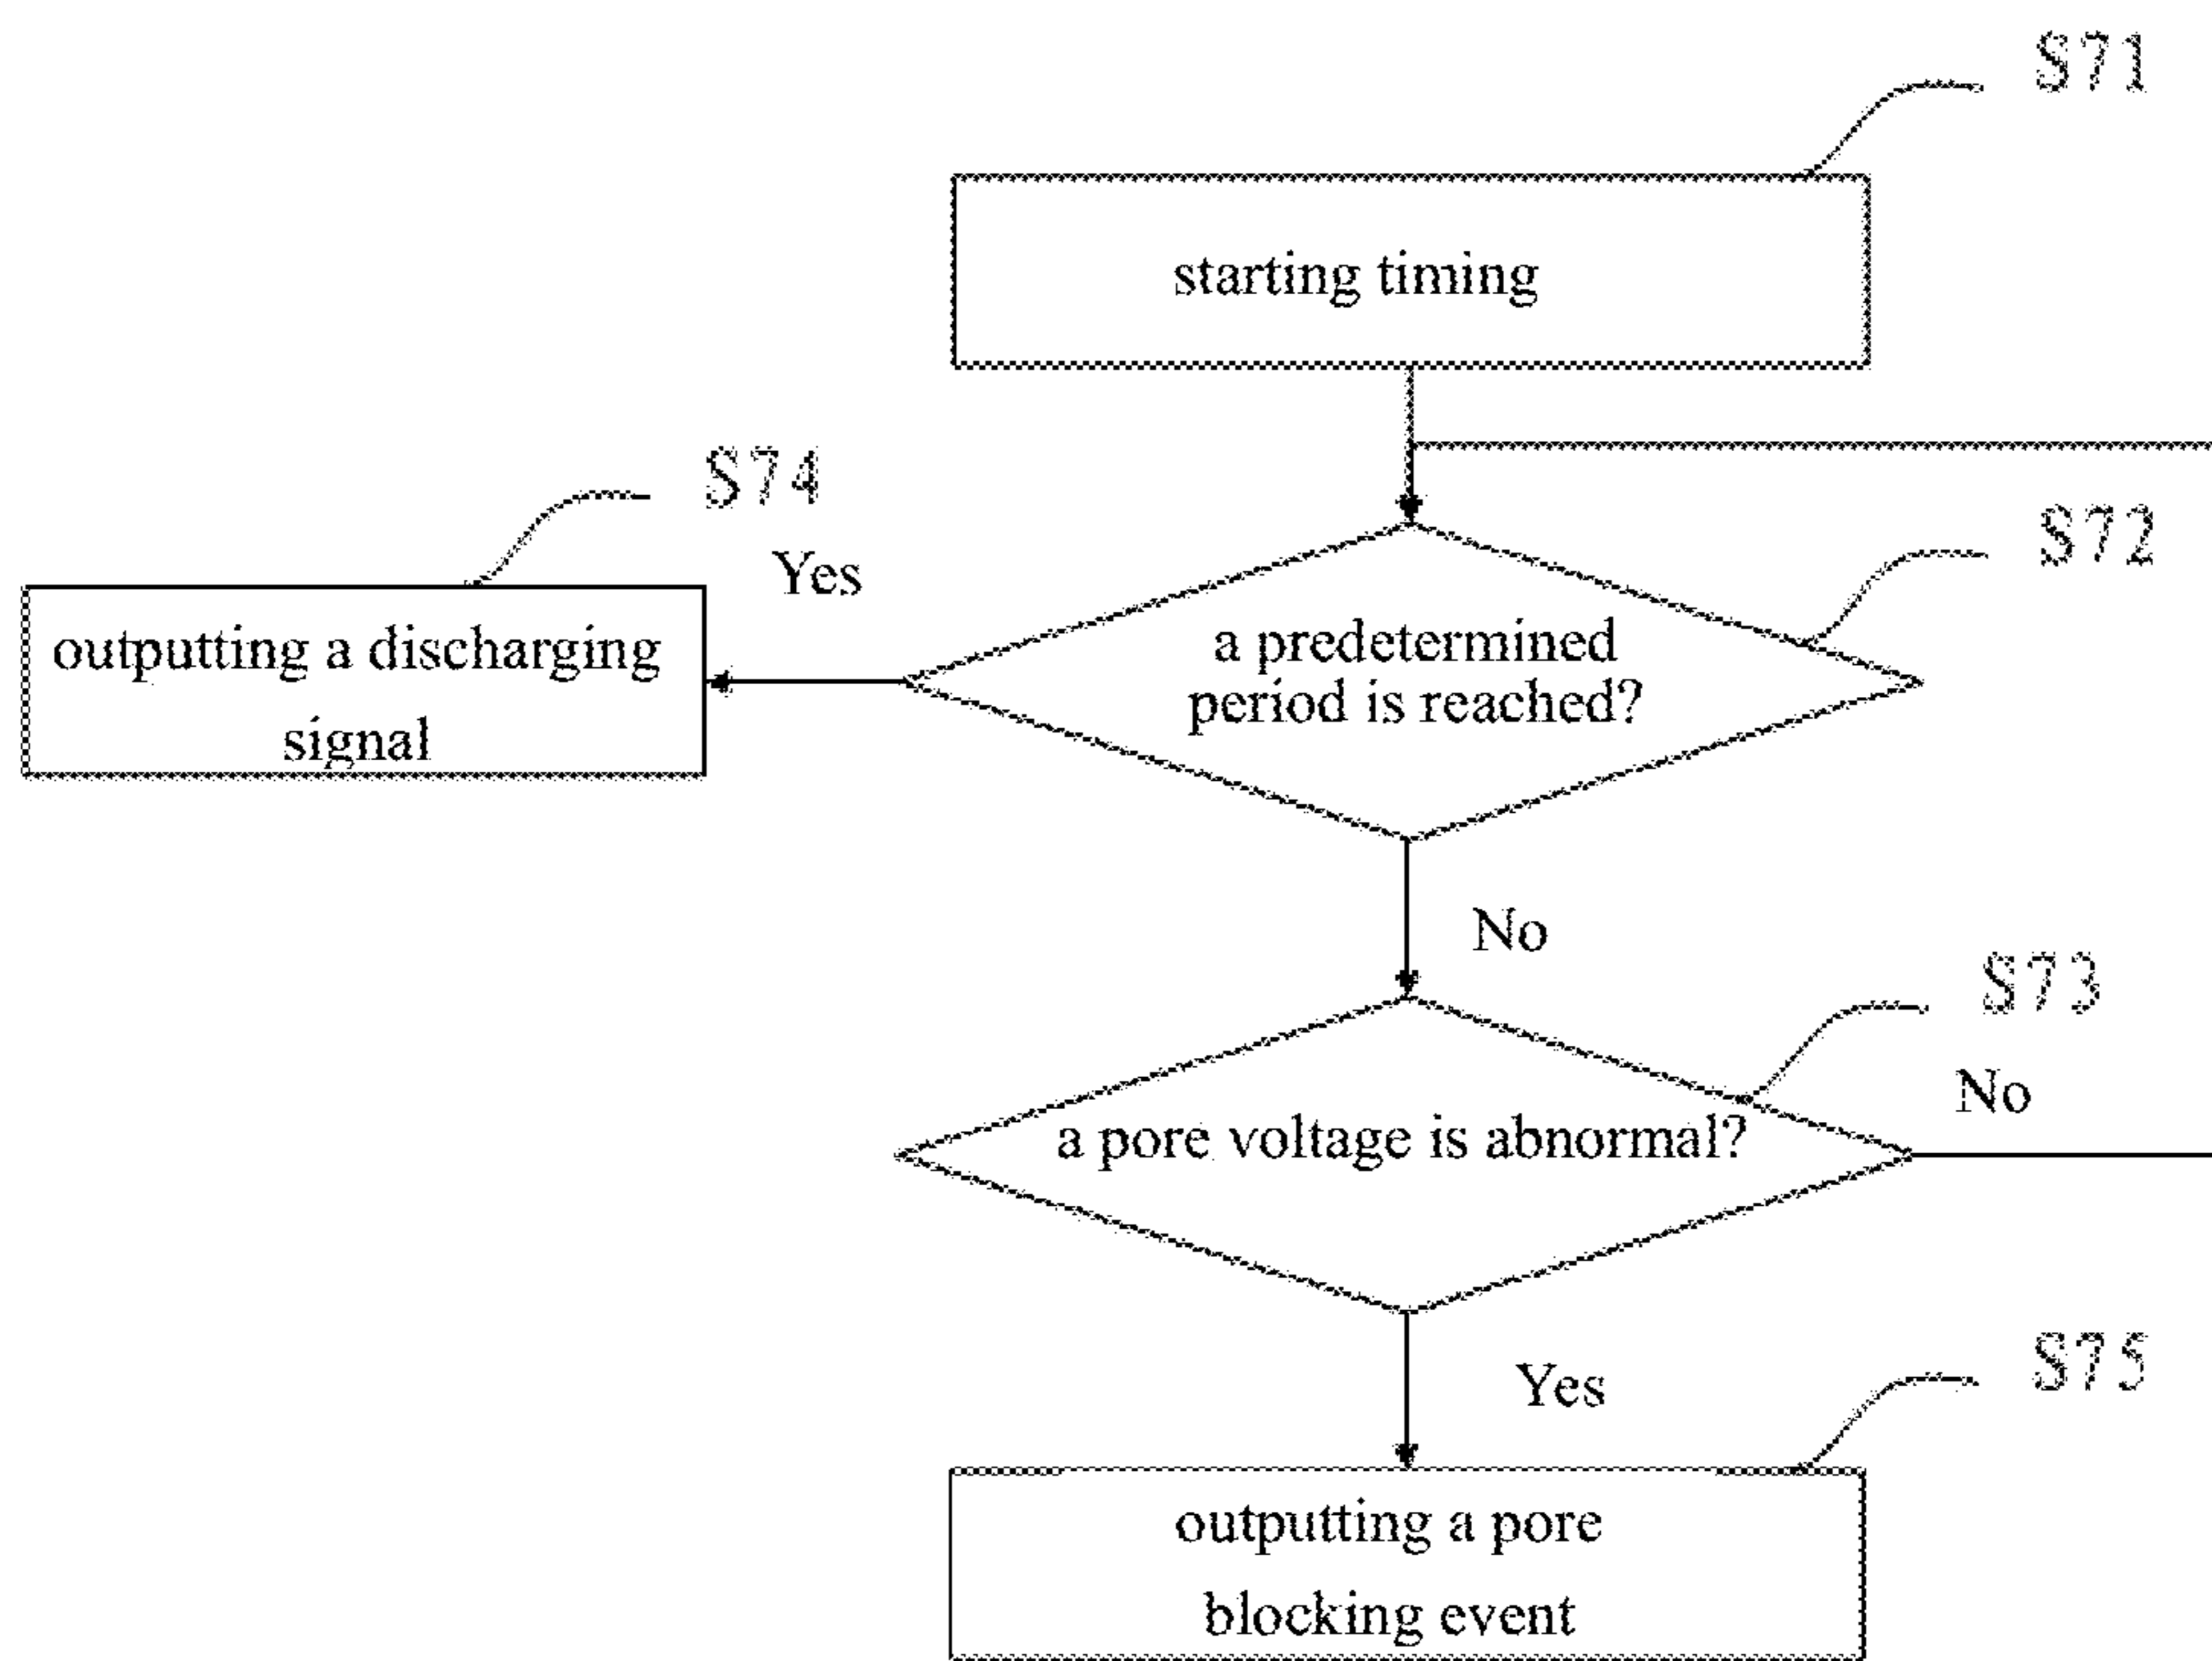 S71
starting timing
S74
S72
Yes
outputting a discharging
signal
a predetermined
period is reached?
No
S73
No
a pore voltage is abnormal?
Yes
S75
outputting a pore
blocking event